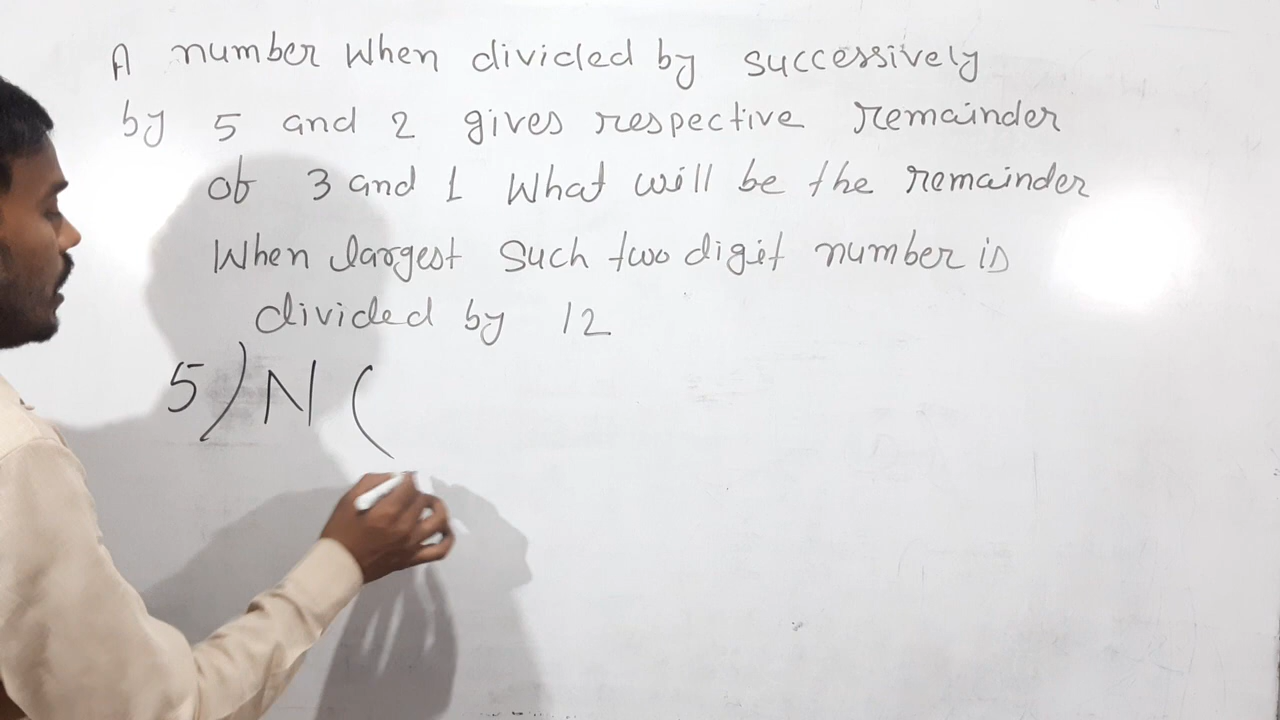 A number when divided by successively
by 5 and 2 gives respective remainder
of 3 and 1 What will be the remainder
When largest such two digit number is
divided by 12
5)N(